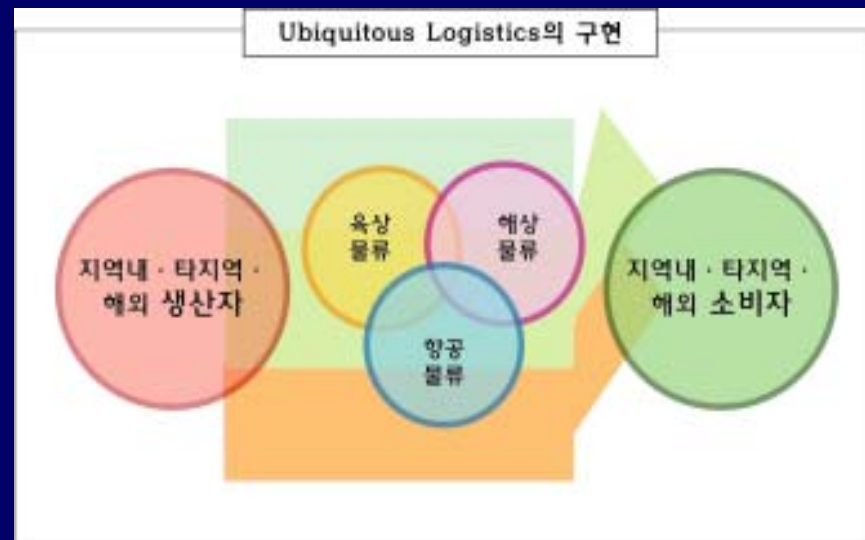 Ubiquitous Logistics의 구현
지역내 · 타지역 ·
해외 생산자
육상
물류
해상
물류
항공
물류
지역내 · 타지역 ·
해외 소비자